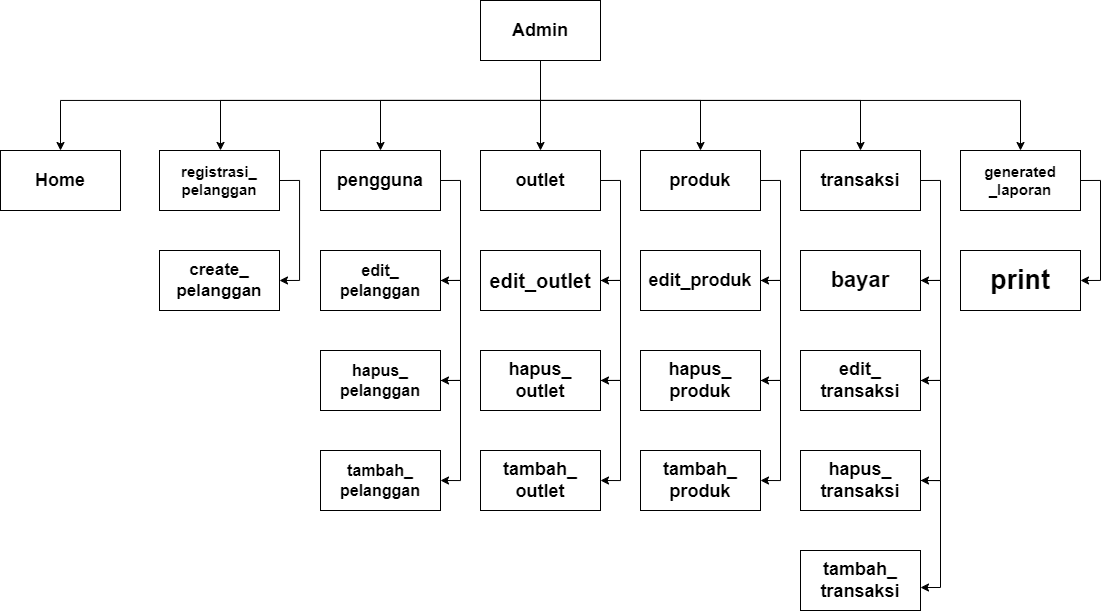 Admin
Home
registrasi_
pelanggan
pengguna
outlet
produk
transaksi
generated
_laporan
create_
pelanggan
edit_
pelanggan
edit_outlet
edit_produk
bayar
print
hapus_
pelanggan
hapus_
outlet
hapus_
produk
edit_
transaksi
tambah_
pelanggan
tambah_
outlet
tambah_
produk
hapus_
transaksi
tambah_
transaksi